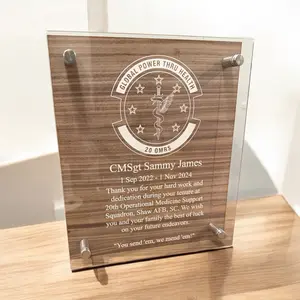 GLOBAL POWER THRU HEALTH
20 OMRS
CMSgt Sammy James
1 Sep 2022 - 1 Nov 2024
Thank you for your hard work and
dedication during your tenure at
20th Operational Medicine Support
Squadron, Shaw AFB, SC. We wish
you and your family the best of luck
on your future endeavors.
"You send 'em, we mend 'em!"